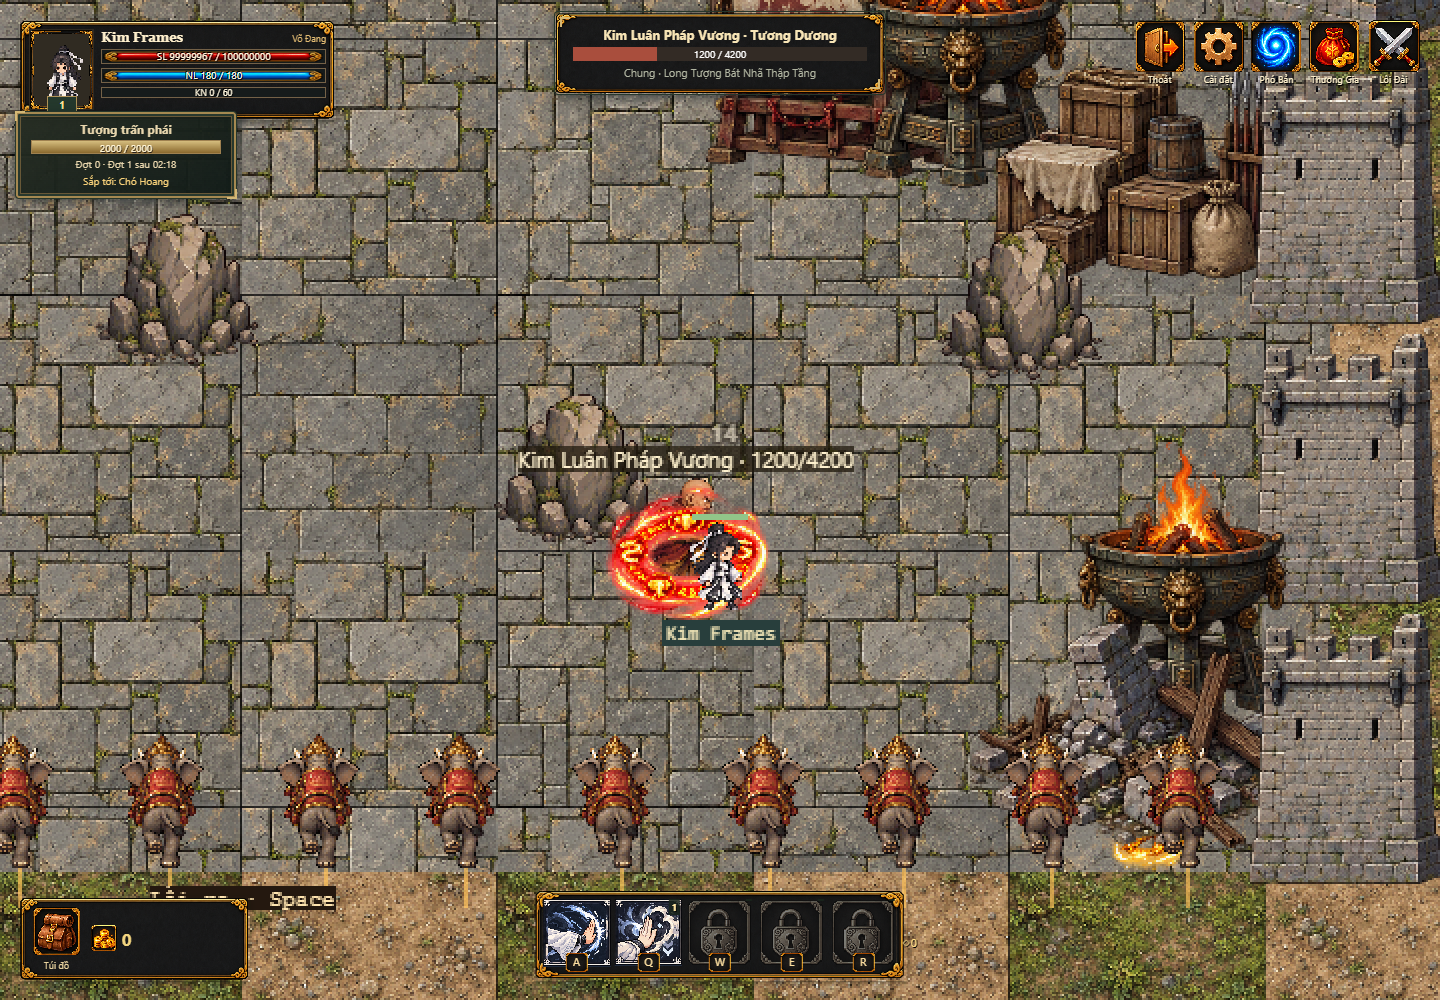 Kim Frames
Võ Đang
SL 99999967 / 100000000
NL 180 / 180
KN 0 / 60
1
Tượng trấn phái
2000 / 2000
Đợt 0 · Đợt 1 sau 02:18
Sắp tới: Chó Hoang
Kim Luân Pháp Vương - Tương Dương
1200 / 4200
Chung · Long Tượng Bát Nhã Thập Tầng
Thoát
Cài đặt
Phó Bản
Thương Gia
Lôi Đài
14
Kim Luân Pháp Vương · 1200/4200
Kim Frames
· Space
Túi đồ
0
1
A
Q
W
E
R